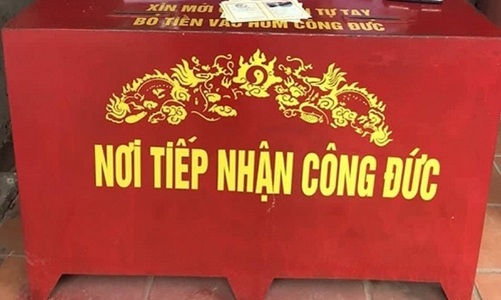 XIN MỜI TỰ TAY
BỎ TIỀN VÀO HÒM CÔNG ĐỨC
NƠI TIẾP NHẬN CÔNG ĐỨC